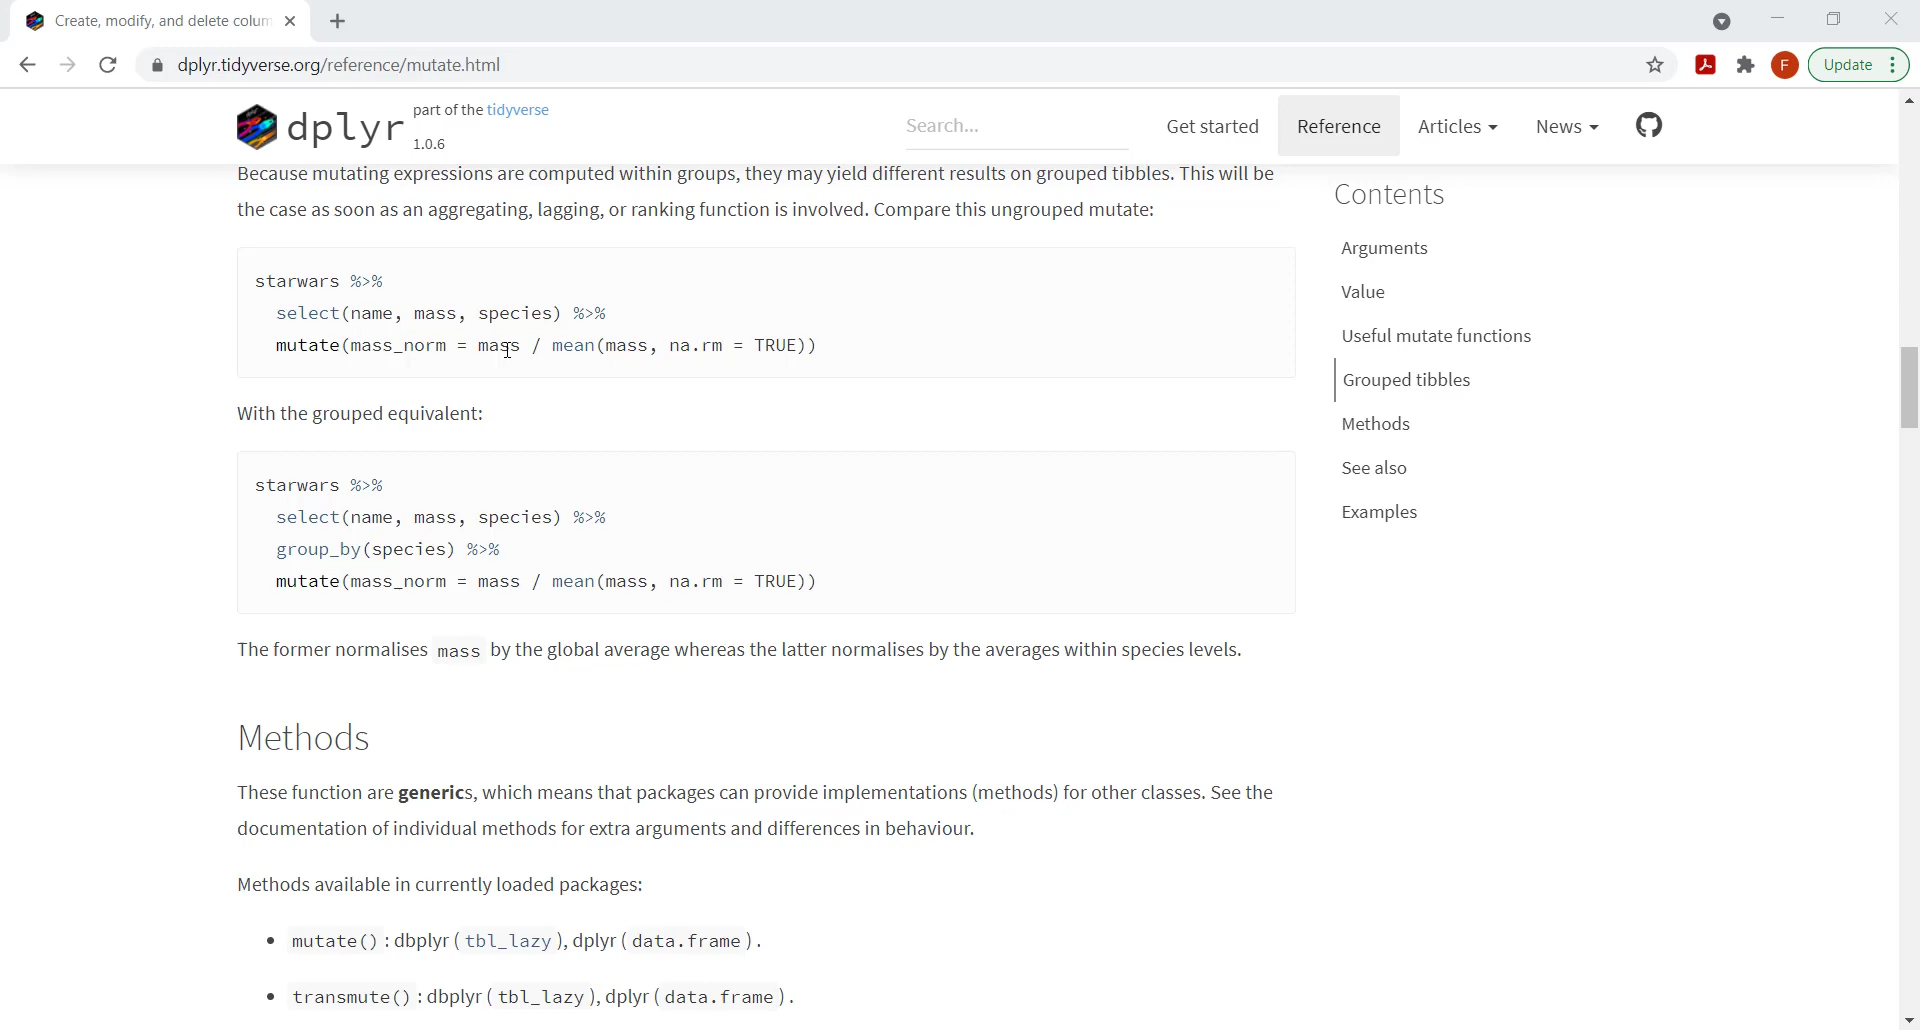 Create, modify, and delete colum
dplyr.tidyverse.org/reference/mutate.html
F
Update
dplyr
part of the tidyverse
1.0.6
Search...
Get started
Reference
Articles
News
Because mutating expressions are computed within groups, they may yield different results on grouped tibbles. This will be
the case as soon as an aggregating, lagging, or ranking function is involved. Compare this ungrouped mutate:
starwars %>%
  select(name, mass, species) %>%
  mutate(mass_norm = mass / mean(mass, na.rm = TRUE))
With the grouped equivalent:
starwars %>%
  select(name, mass, species) %>%
  group_by(species) %>%
  mutate(mass_norm = mass / mean(mass, na.rm = TRUE))
The former normalises mass by the global average whereas the latter normalises by the averages within species levels.
Methods
These function are generics, which means that packages can provide implementations (methods) for other classes. See the
documentation of individual methods for extra arguments and differences in behaviour.
Methods available in currently loaded packages:
• mutate(): dbplyr (tbl_lazy), dplyr (data.frame).
• transmute(): dbplyr (tbl_lazy), dplyr (data.frame).
Contents
Arguments
Value
Useful mutate functions
Grouped tibbles
Methods
See also
Examples